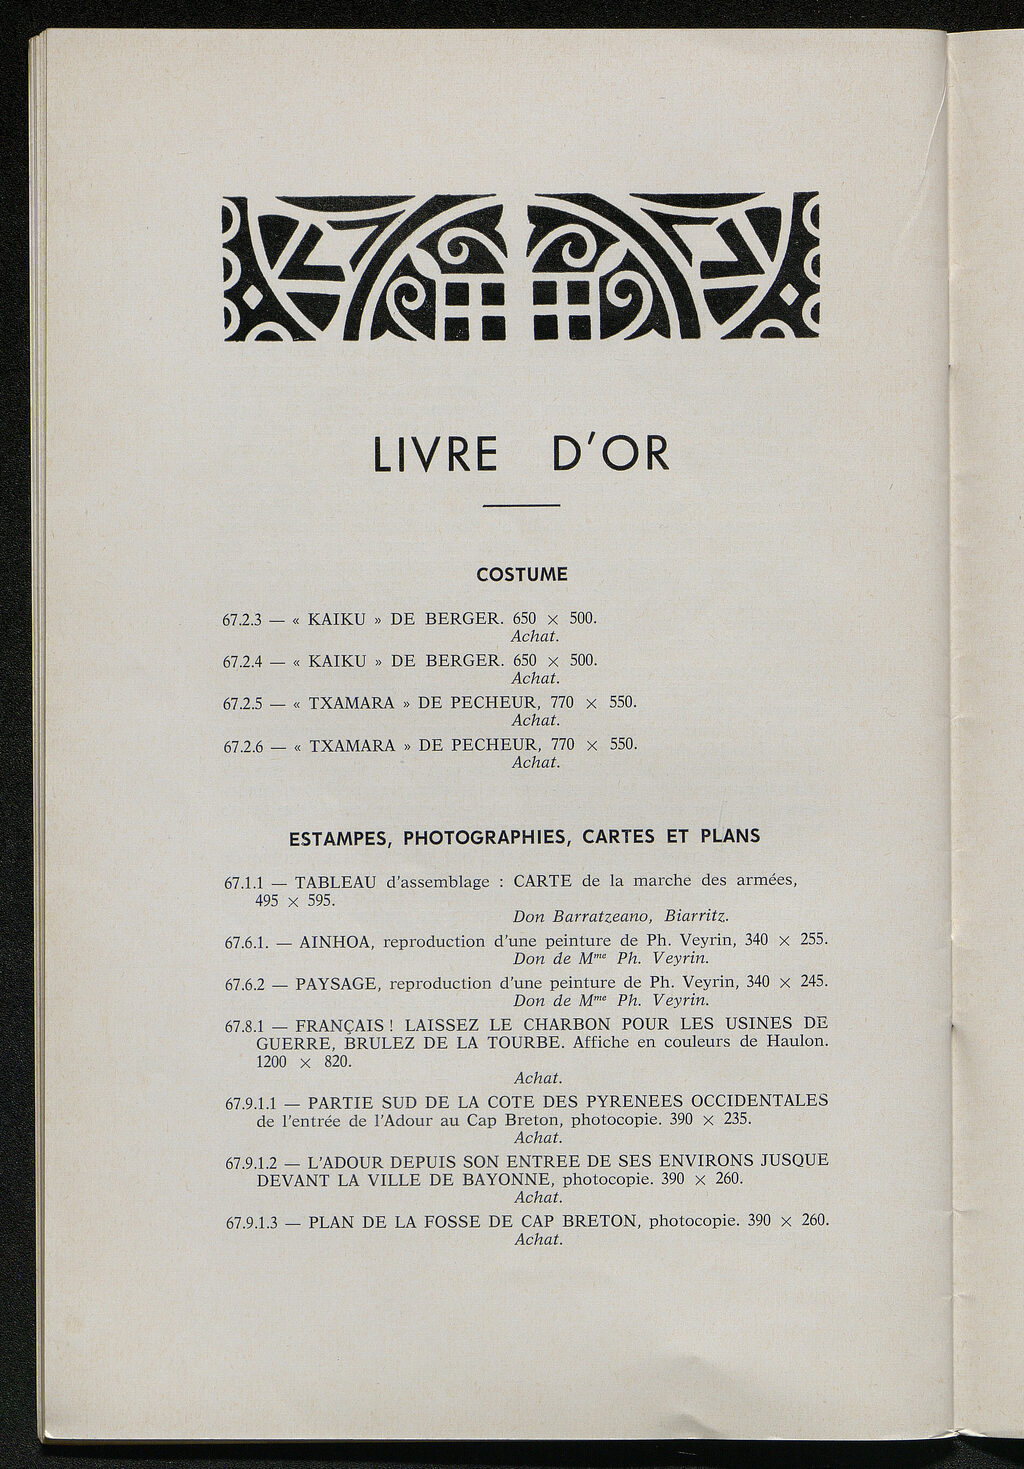 LIVRE D'OR
COSTUME
67.2.3 — « KAIKU » DE BERGER. 650 × 500.
Achat.
67.2.4 — « KAIKU » DE BERGER. 650 × 500.
Achat.
67.2.5 — « TXAMARA » DE PECHEUR, 770 × 550.
Achat.
67.2.6 — « TXAMARA » DE PECHEUR, 770 × 550.
Achat.
ESTAMPES, PHOTOGRAPHIES, CARTES ET PLANS
67.1.1 — TABLEAU d'assemblage : CARTE de la marche des armées,
495 × 595.
Don Barratzeano, Biarritz.
67.6.1. — AINHOA, reproduction d'une peinture de Ph. Veyrin, 340 × 255.
Don de Mme Ph. Veyrin.
67.6.2 — PAYSAGE, reproduction d'une peinture de Ph. Veyrin, 340 × 245.
Don de Mme Ph. Veyrin.
67.8.1 — FRANÇAIS ! LAISSEZ LE CHARBON POUR LES USINES DE
GUERRE, BRULEZ DE LA TOURBE. Affiche en couleurs de Haulon.
1200 × 820.
Achat.
67.9.1.1 — PARTIE SUD DE LA COTE DES PYRENEES OCCIDENTALES
de l'entrée de l'Adour au Cap Breton, photocopie. 390 × 235.
Achat.
67.9.1.2 — L'ADOUR DEPUIS SON ENTREE DE SES ENVIRONS JUSQUE
DEVANT LA VILLE DE BAYONNE, photocopie. 390 × 260.
Achat.
67.9.1.3 — PLAN DE LA FOSSE DE CAP BRETON, photocopie. 390 × 260.
Achat.